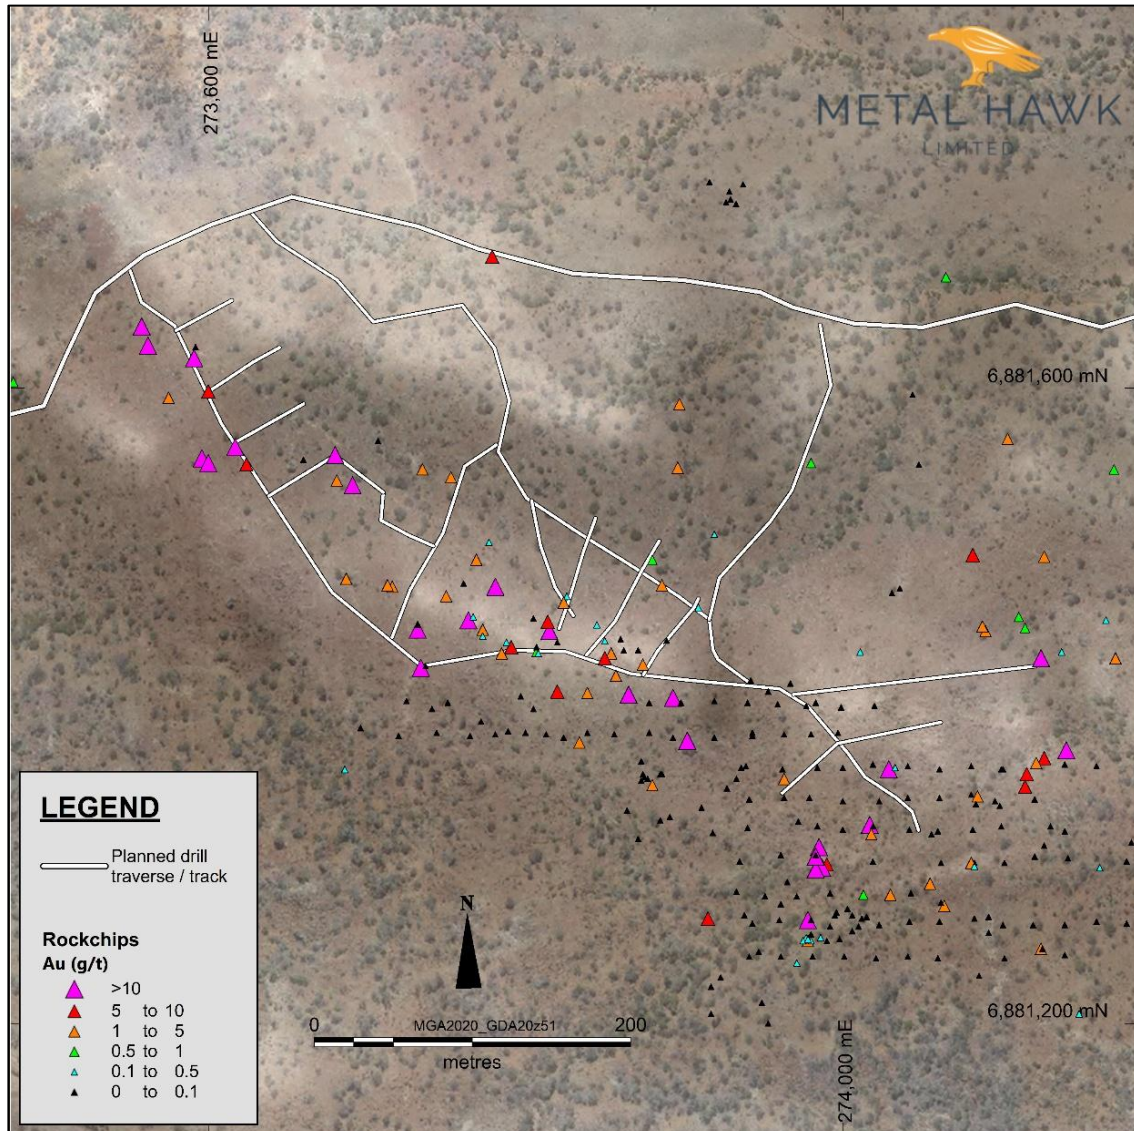 273,600 mE
METAL HAWK
LIMITED
6,881,600 mN
LEGEND
Planned drill
traverse / track
Rockchips
Au (g/t)
>10
5 to 10
1 to 5
0.5 to 1
0.1 to 0.5
0 to 0.1
N
0 MGA2020_GDA20z51 200
metres
6,881,200 mN
274,000 mE